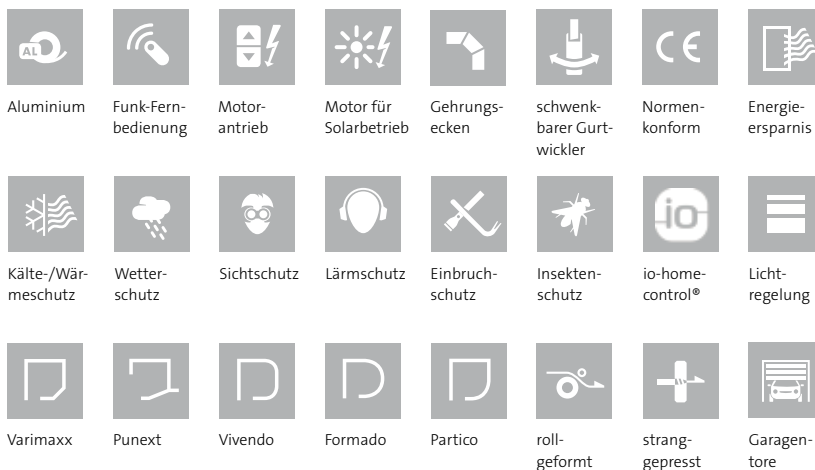 AL
CE
Aluminium
Funk-Fern-
bedienung
Motor-
antrieb
Motor für
Solarbetrieb
Gehrungs-
ecken
schwenk-
barer Gurt-
wickler
Normen-
konform
Energie-
ersparnis
io
Kälte-/Wär-
meschutz
Wetter-
schutz
Sichtschutz
Lärmschutz
Einbruch-
schutz
Insekten-
schutz
io-home-
control®
Licht-
regelung
Varimaxx
Punext
Vivendo
Formado
Partico
roll-
geformt
strang-
gepresst
Garagen-
tore